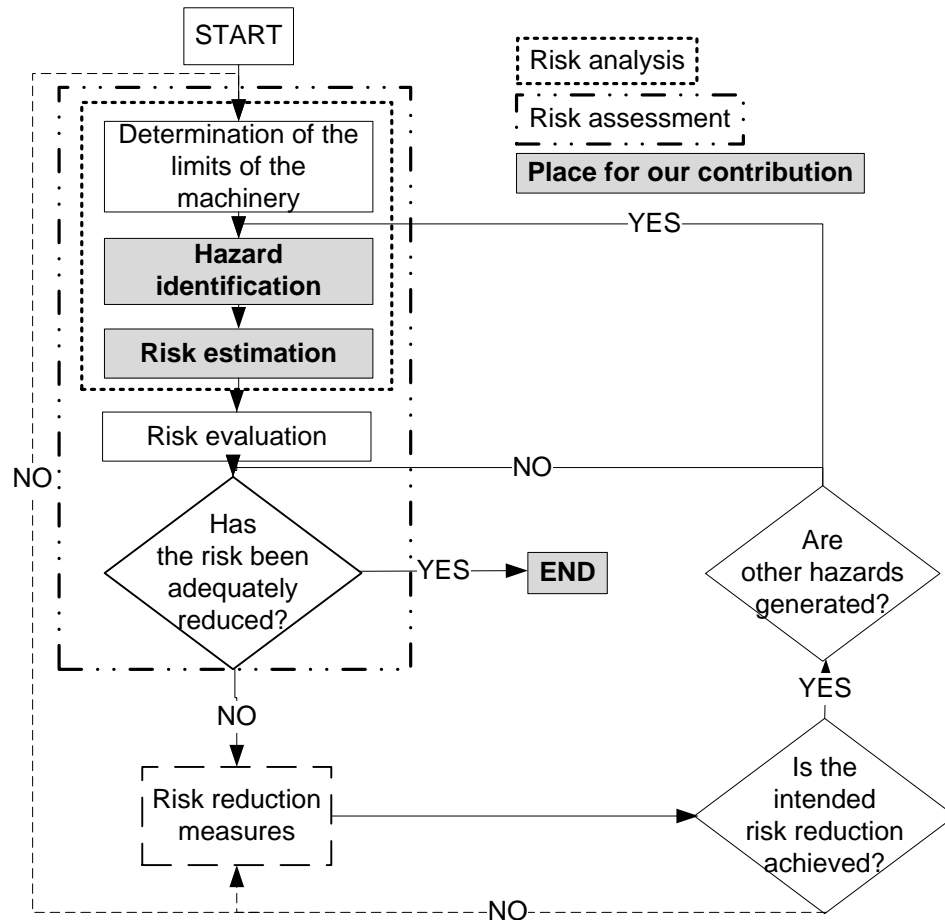 START
Risk analysis
Risk assessment
Place for our contribution
Determination of the
limits of the
machinery
YES
Hazard
identification
Risk estimation
Risk evaluation
NO
NO
Has
the risk been
adequately
reduced?
YES
END
Are
other hazards
generated?
YES
NO
Risk reduction
measures
Is the
intended
risk reduction
achieved?
NO